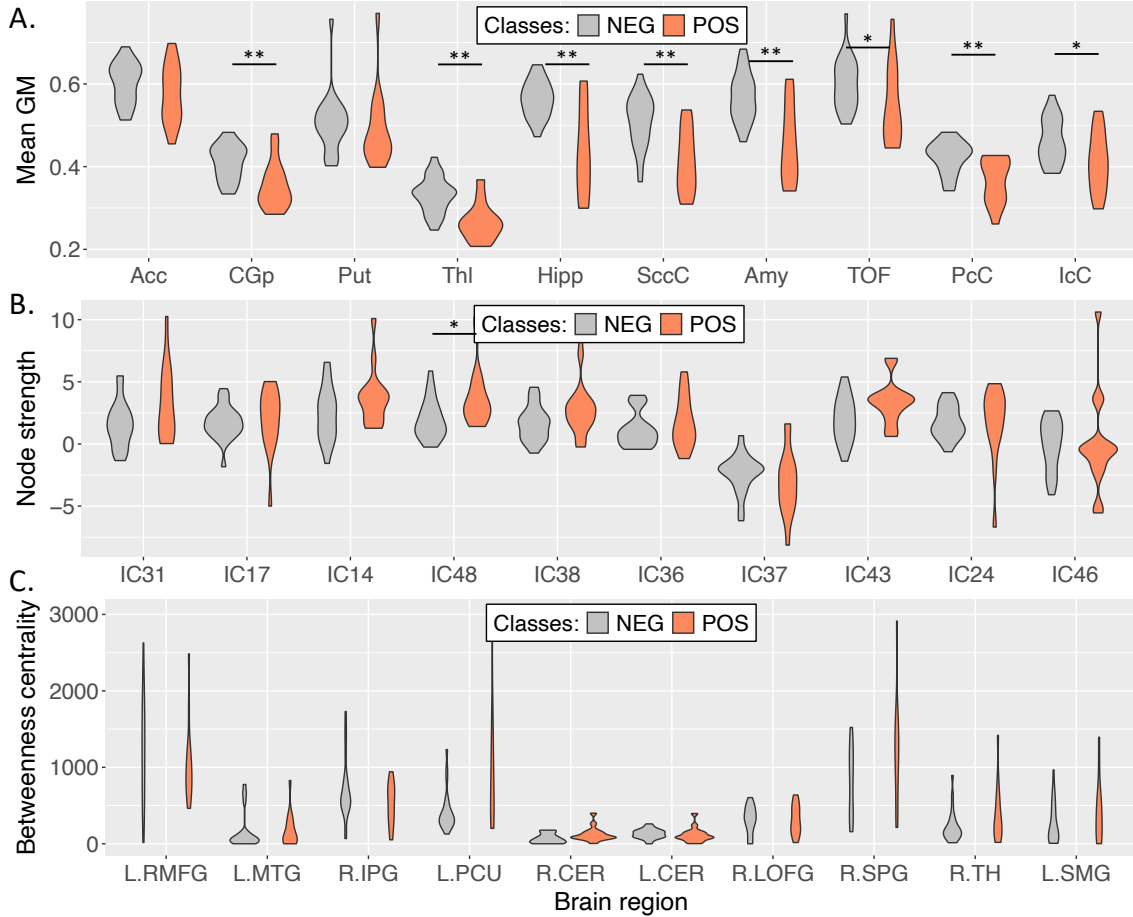 A.
Classes: NEG POS
** ** ** ** ** * ** *
Mean GM
0.6
0.4
0.2
Acc CGp Put Thl Hipp SccC Amy TOF PcC IcC
B.
Classes: NEG POS
*
Node strength
10
5
0
−5
IC31 IC17 IC14 IC48 IC38 IC36 IC37 IC43 IC24 IC46
C.
Classes: NEG POS
Betweenness centrality
3000
2000
1000
0
L.RMFG L.MTG R.IPG L.PCU R.CER L.CER R.LOFG R.SPG R.TH L.SMG
Brain region